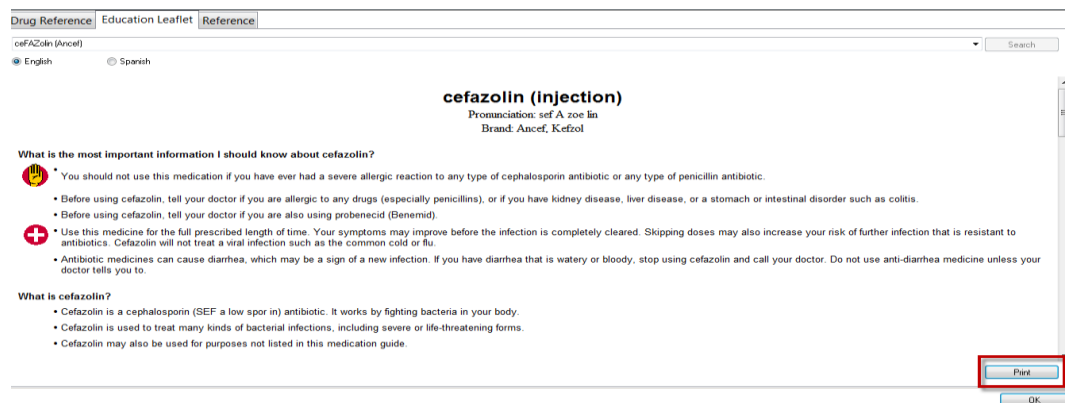 Drug Reference Education Leaflet Reference
ceFAZolin (Ancef) Search
English Spanish
cefazolin (injection)
Pronunciation: sef A zoe lin
Brand: Ancef, Kefzol
What is the most important information I should know about cefazolin?
• You should not use this medication if you have ever had a severe allergic reaction to any type of cephalosporin antibiotic or any type of penicillin antibiotic.
• Before using cefazolin, tell your doctor if you are allergic to any drugs (especially penicillins), or if you have kidney disease, liver disease, or a stomach or intestinal disorder such as colitis.
• Before using cefazolin, tell your doctor if you are also using probenecid (Benemid).
• Use this medicine for the full prescribed length of time. Your symptoms may improve before the infection is completely cleared. Skipping doses may also increase your risk of further infection that is resistant to
antibiotics. Cefazolin will not treat a viral infection such as the common cold or flu.
• Antibiotic medicines can cause diarrhea, which may be a sign of a new infection. If you have diarrhea that is watery or bloody, stop using cefazolin and call your doctor. Do not use anti-diarrhea medicine unless your
doctor tells you to.
What is cefazolin?
• Cefazolin is a cephalosporin (SEF a low spor in) antibiotic. It works by fighting bacteria in your body.
• Cefazolin is used to treat many kinds of bacterial infections, including severe or life-threatening forms.
• Cefazolin may also be used for purposes not listed in this medication guide.
Print
OK